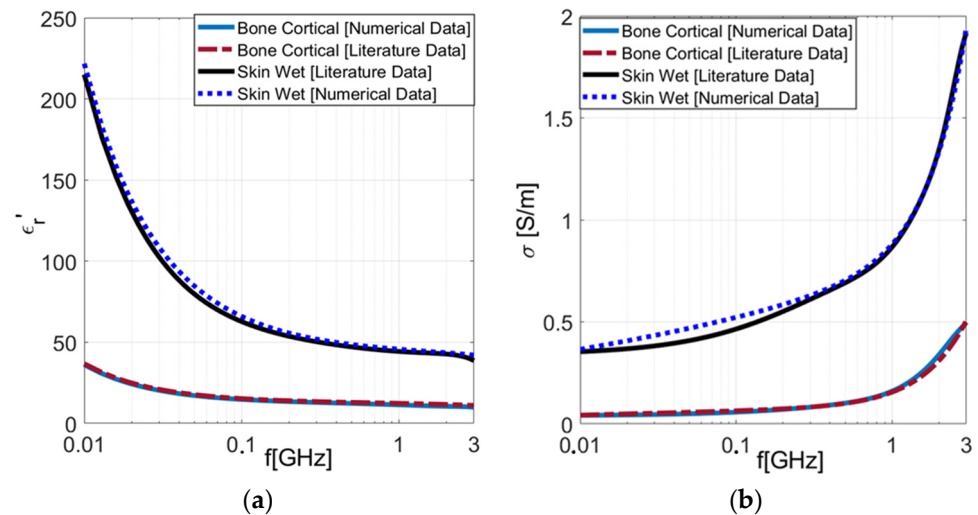 250
200
150
100
50
0
ϵr'
Bone Cortical [Numerical Data]
Bone Cortical [Literature Data]
Skin Wet [Literature Data]
Skin Wet [Numerical Data]
0.01
0.1
1
3
f[GHz]
(a)
2
1.5
1
0.5
0
σ [S/m]
Bone Cortical [Numerical Data]
Bone Cortical [Literature Data]
Skin Wet [Literature Data]
Skin Wet [Numerical Data]
0.01
0.1
1
3
f[GHz]
(b)